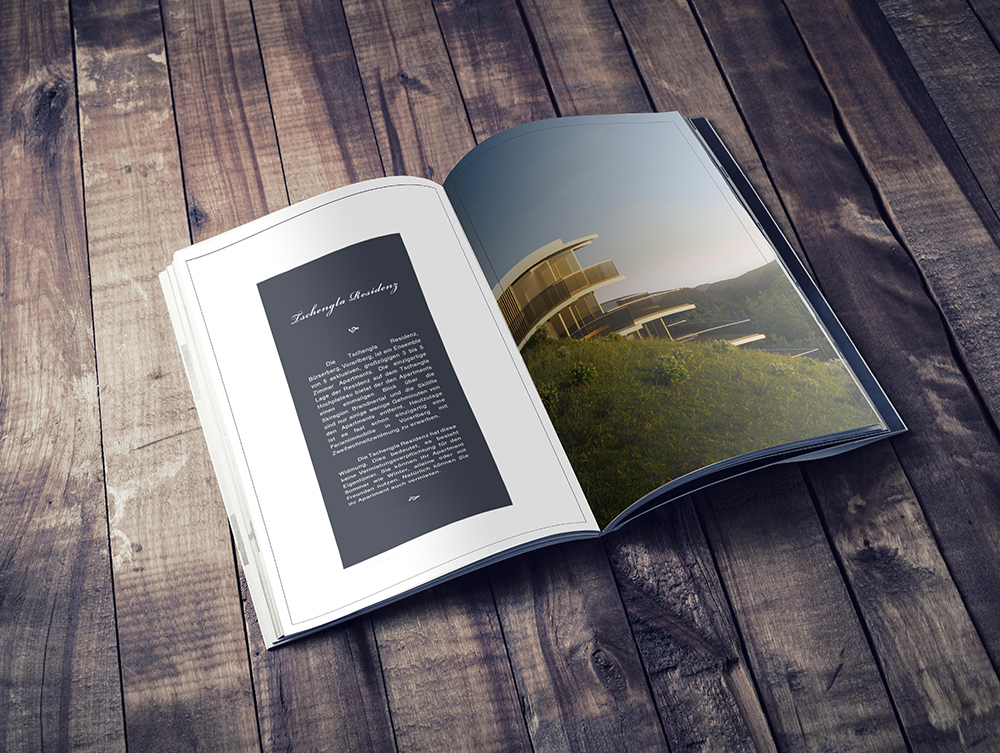 Tschengla Residenz
Die Tschengla Residenz,
Bürserberg, Vorarlberg, ist ein Ensemble
von 5 exklusiven, großzügigen 3 bis 5
Zimmer Apartments. Die einzigartige
Lage der Residenz auf dem Tschengla
Hochplateau bietet der den Apartments
einen einmaligen Blick über die
Skiregion Brandnertal und die Skilifte
sind nur einige wenige Gehminuten von
den Apartments entfernt. Heutzutage
ist es fast schon einzigartig eine
Ferienimmobilie in Vorarlberg mit
Zweitwohnsitzwidmung zu erwerben.
Die Tschengla Residenz hat diese
Widmung. Dies bedeutet, es besteht
keine Vermietungsverpflichtung für den
Eigentümer. Sie können Ihr Apartment
Sommer wie Winter, alleine oder mit
Freunden nutzen. Natürlich können Sie
Ihr Apartment auch vermieten.